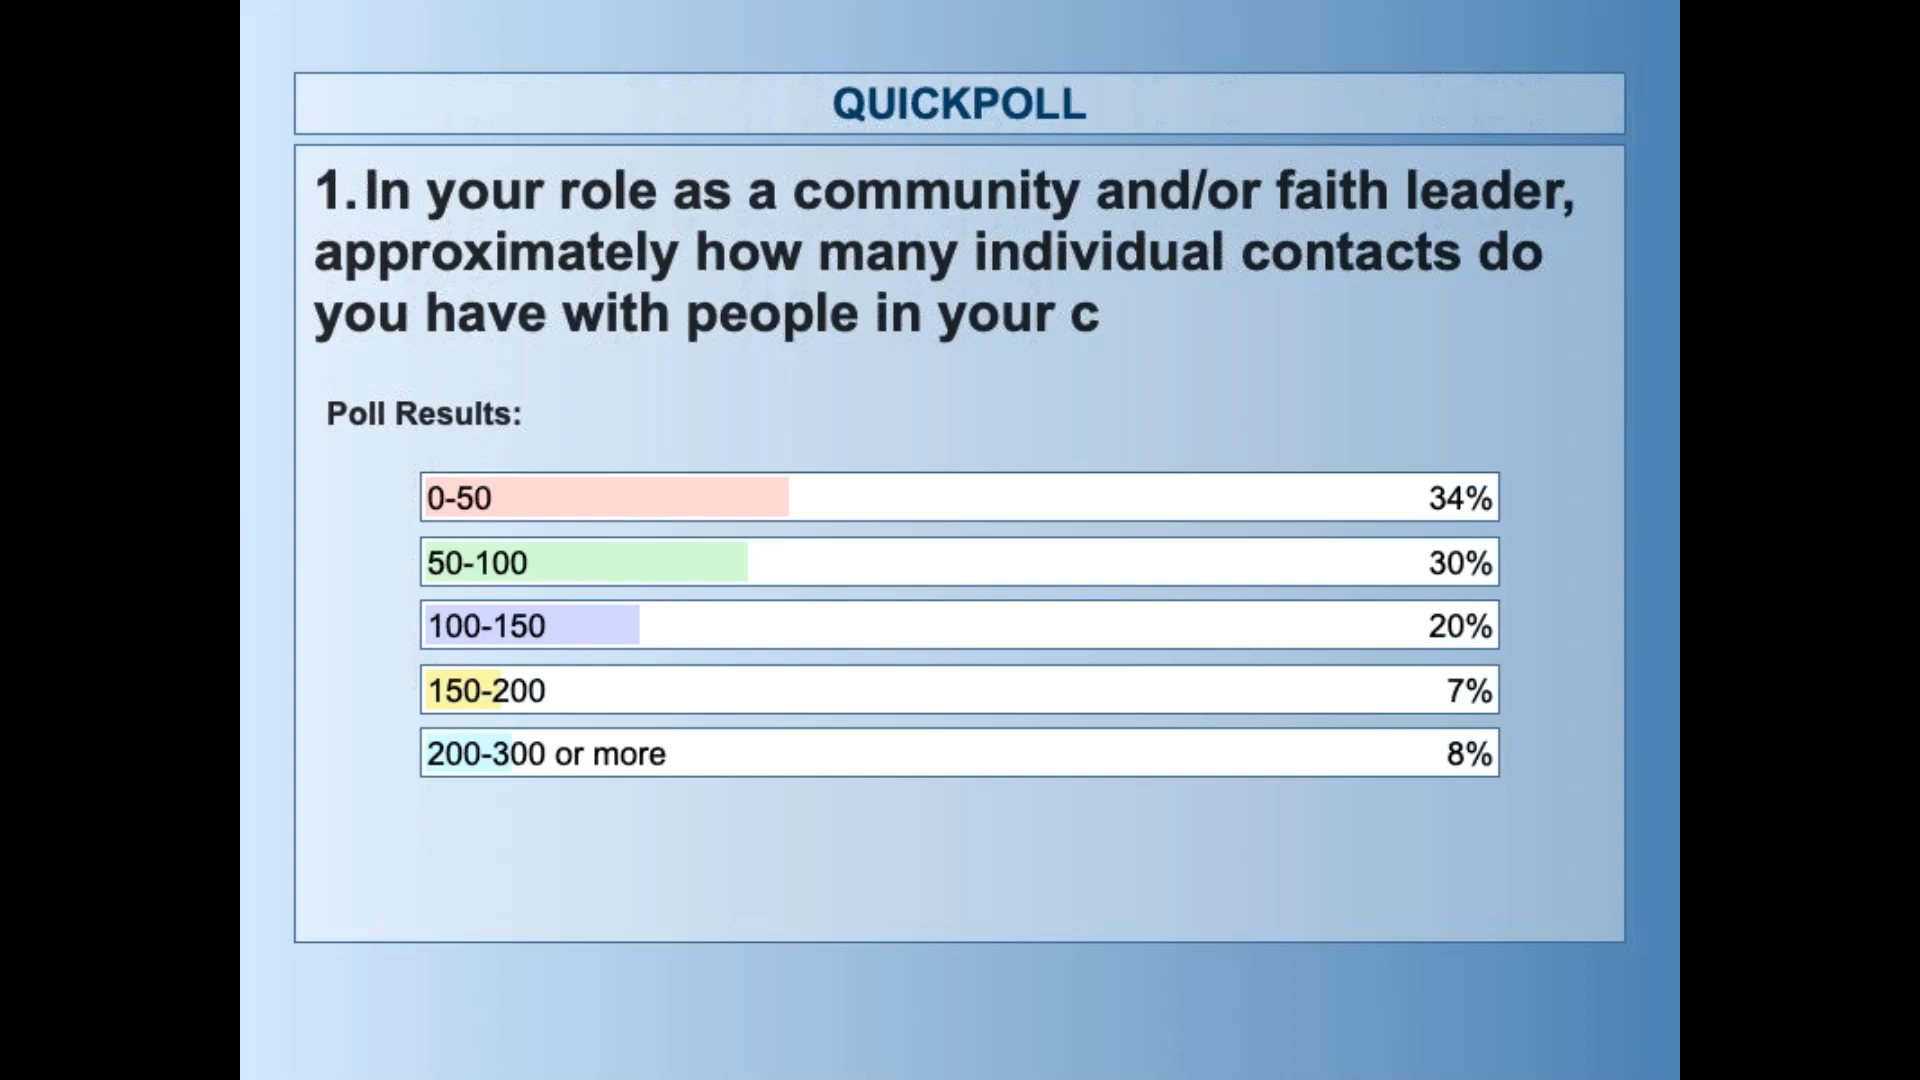 QUICKPOLL
1. In your role as a community and/or faith leader,
approximately how many individual contacts do
you have with people in your c
Poll Results:
0-50 34%
50-100 30%
100-150 20%
150-200 7%
200-300 or more 8%